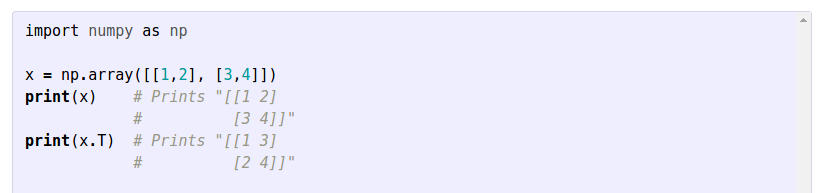 import numpy as np
x = np.array([[1,2], [3,4]])
print(x)    # Prints "[[1 2]
            #          [3 4]]"
print(x.T)  # Prints "[[1 3]
            #          [2 4]]"